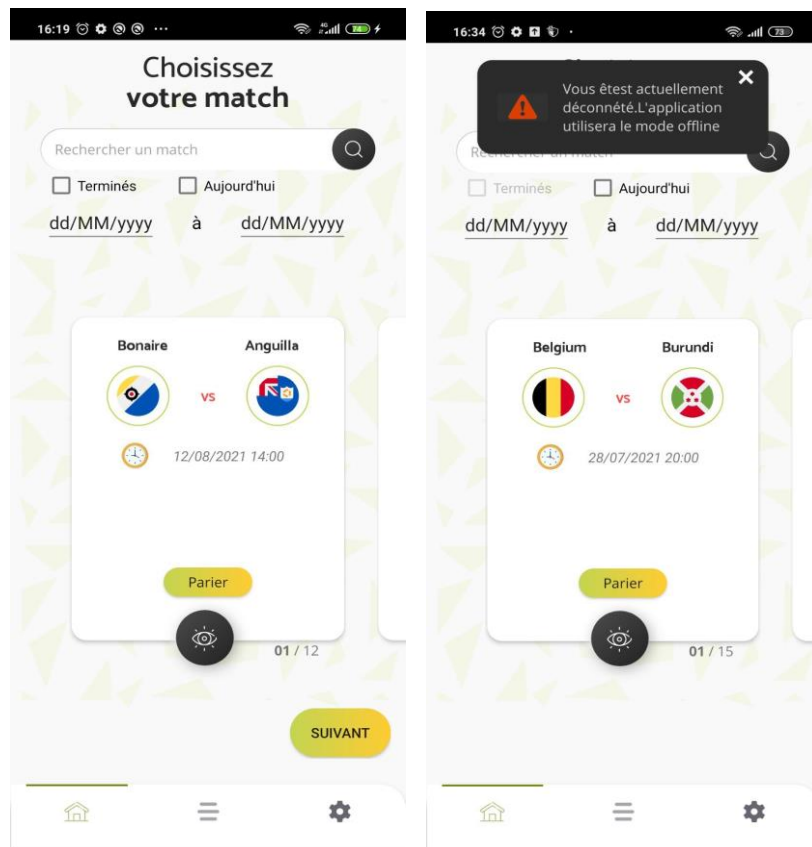 16:19
4G
74
Choisissez
votre match
Rechercher un match
Terminés Aujourd'hui
dd/MM/yyyy à dd/MM/yyyy
Bonaire Anguilla
vs
12/08/2021 14:00
Parier
01 / 12
SUIVANT
16:34
73
Vous êtest actuellement
déconnété.L'application
utilisera le mode offline
Rechercher un match
Terminés Aujourd'hui
dd/MM/yyyy à dd/MM/yyyy
Belgium Burundi
vs
28/07/2021 20:00
Parier
01 / 15